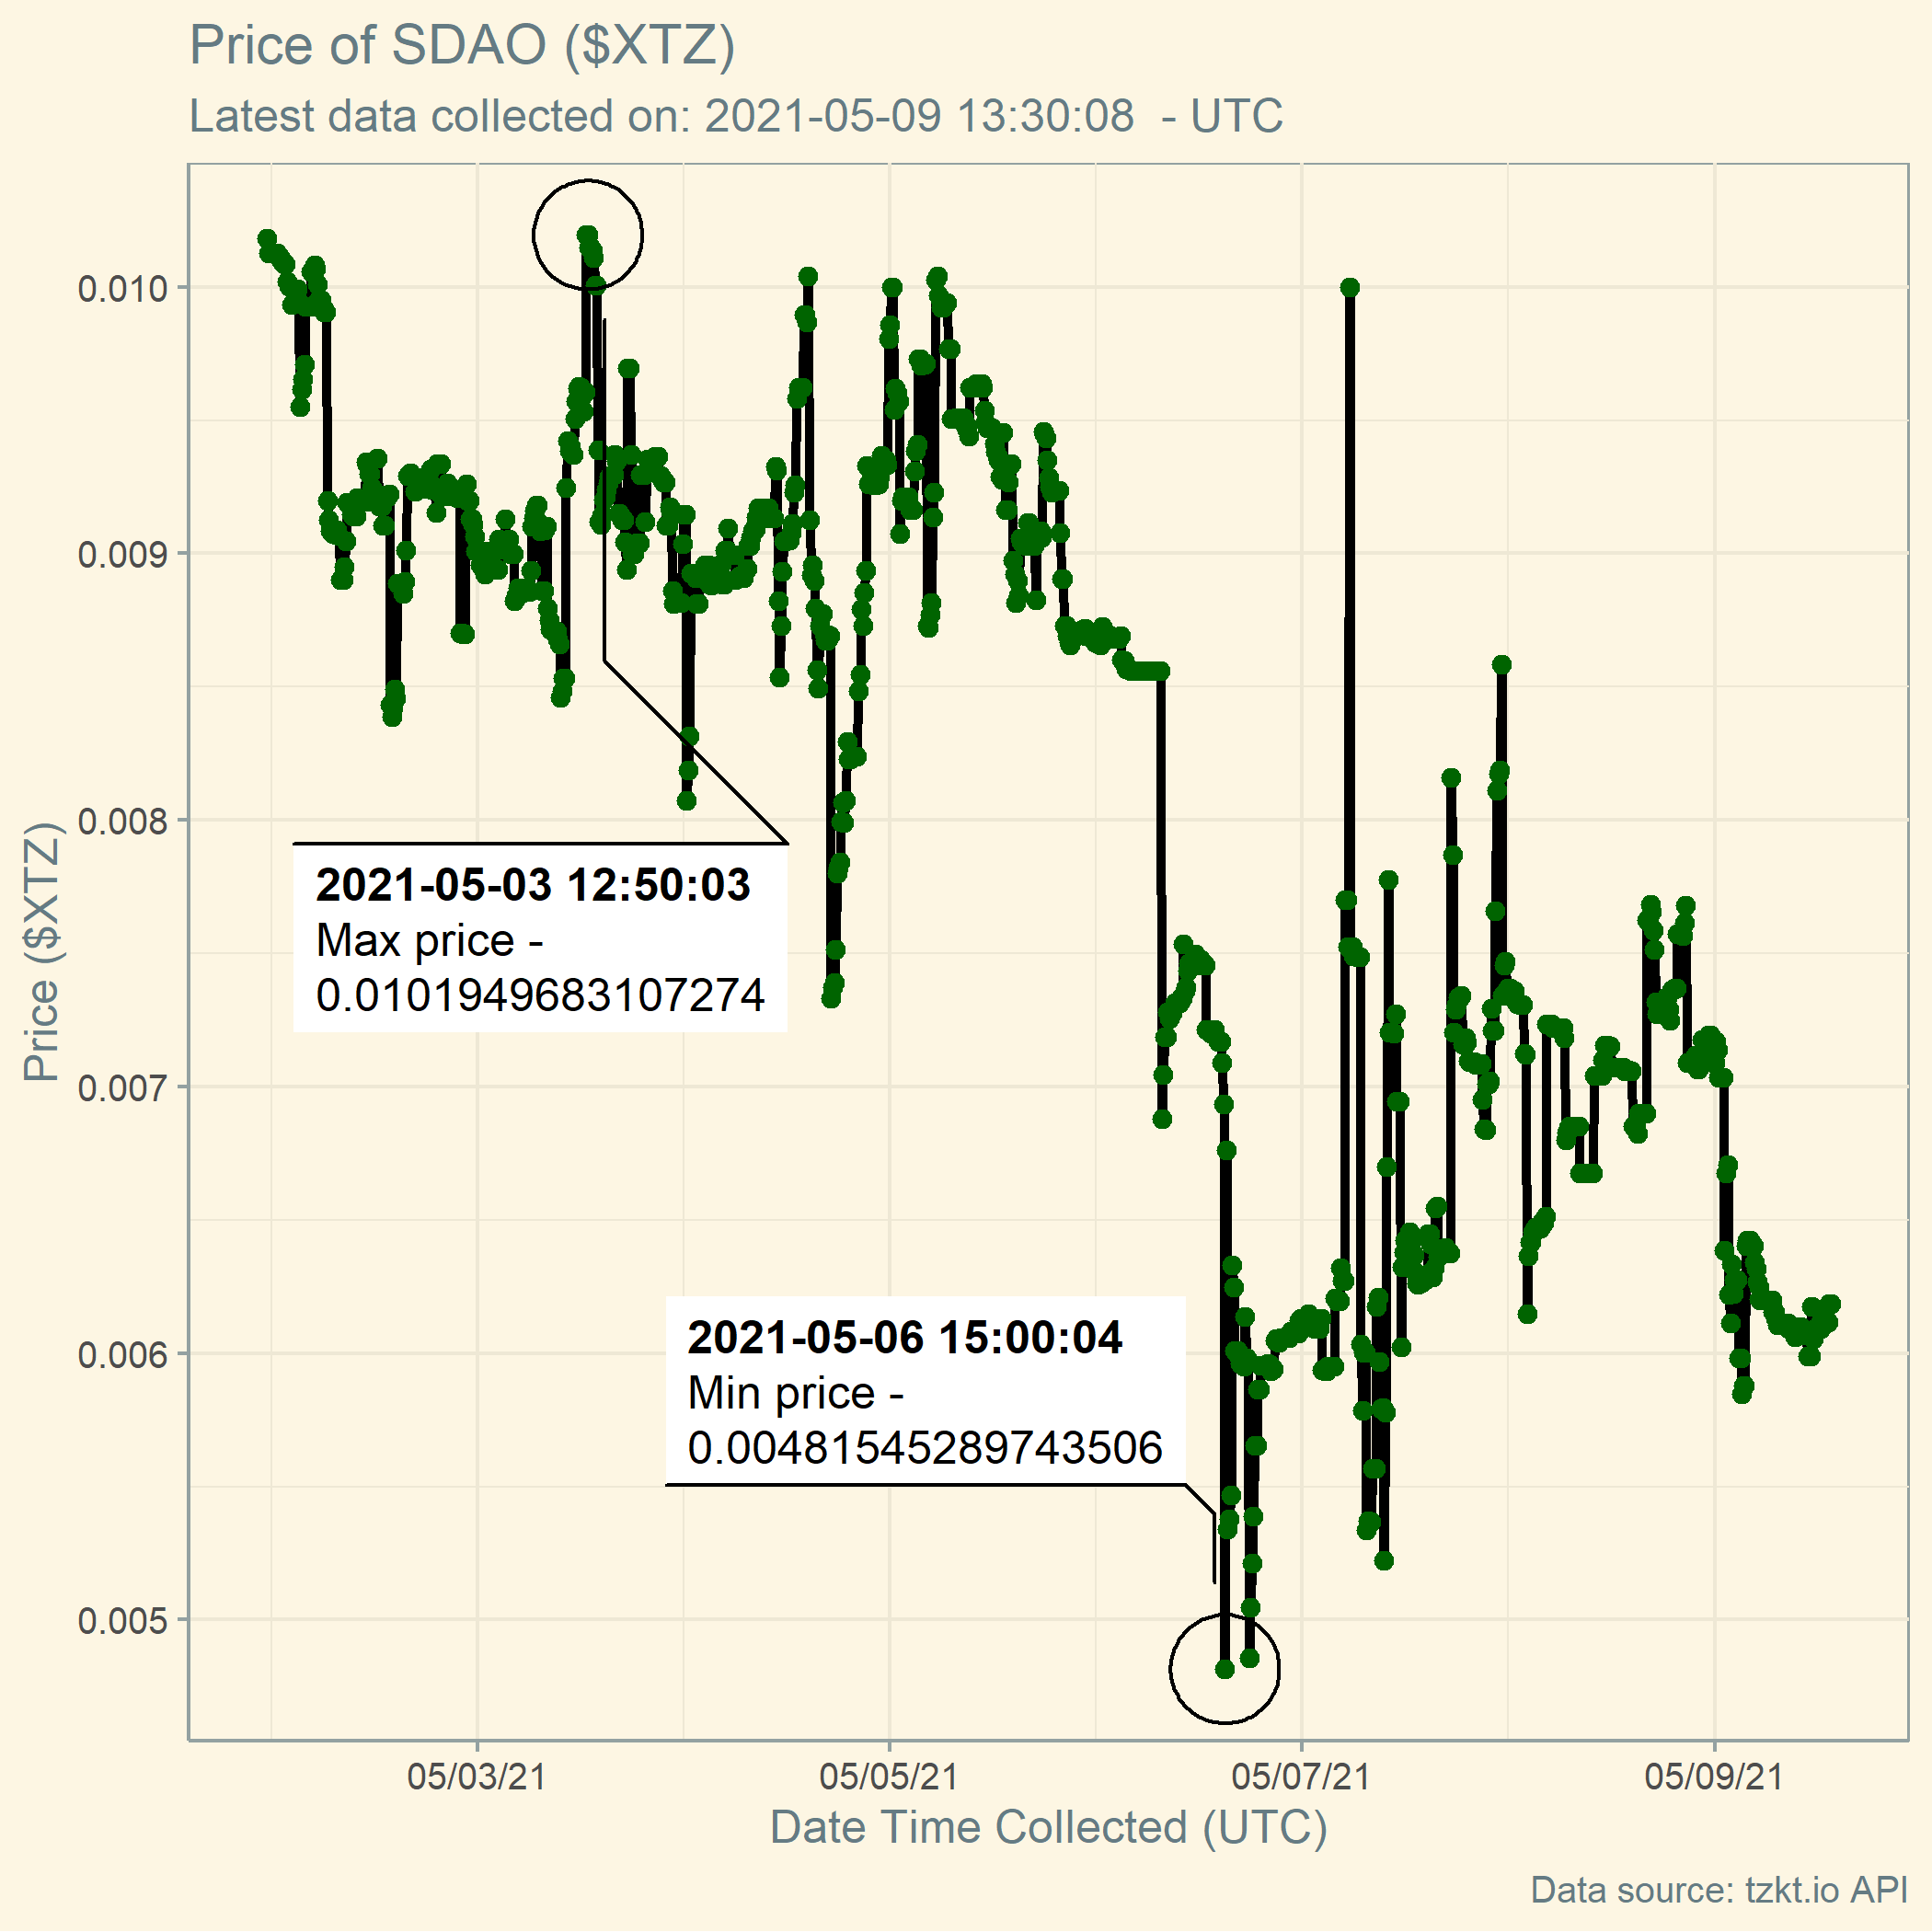 Price of SDAO ($XTZ)
Latest data collected on: 2021-05-09 13:30:08  - UTC
0.010
0.009
0.008
0.007
0.006
0.005
Price ($XTZ)
2021-05-03 12:50:03
Max price -
0.0101949683107274
2021-05-06 15:00:04
Min price -
0.00481545289743506
05/03/21
05/05/21
05/07/21
05/09/21
Date Time Collected (UTC)
Data source: tzkt.io API